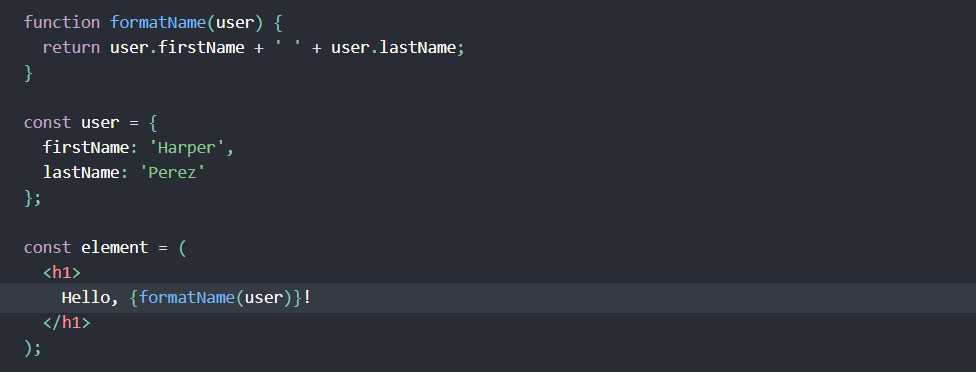 function formatName(user) {
  return user.firstName + ' ' + user.lastName;
}

const user = {
  firstName: 'Harper',
  lastName: 'Perez'
};

const element = (
  <h1>
    Hello, {formatName(user)}!
  </h1>
);